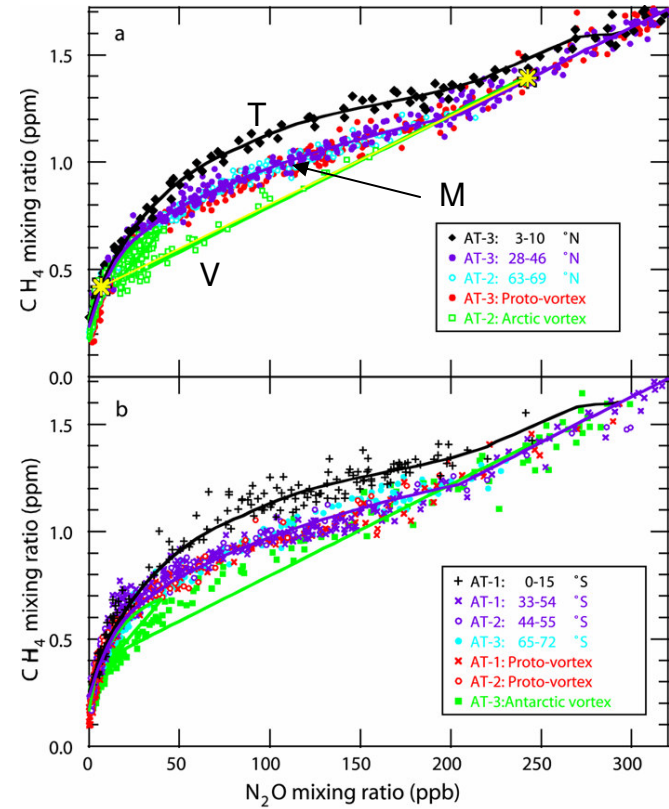 a
1.5
1.0
0.5
0.0
CH4 mixing ratio (ppm)
T
M
V
AT-3: 3-10 °N
AT-3: 28-46 °N
AT-2: 63-69 °N
AT-3: Proto-vortex
AT-2: Arctic vortex
b
1.5
1.0
0.5
0.0
CH4 mixing ratio (ppm)
AT-1: 0-15 °S
AT-1: 33-54 °S
AT-2: 44-55 °S
AT-3: 65-72 °S
AT-1: Proto-vortex
AT-2: Proto-vortex
AT-3:Antarctic vortex
0 50 100 150 200 250 300
N2O mixing ratio (ppb)